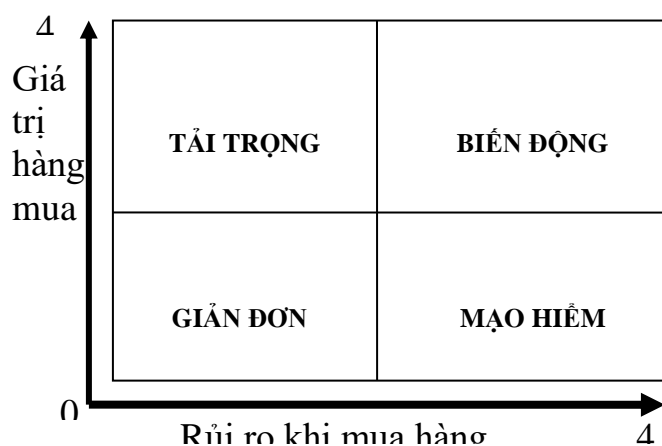 4
Giá
trị
hàng
mua
TẢI TRỌNG BIẾN ĐỘNG
GIẢN ĐƠN MẠO HIỂM
0
Rủi ro khi mua hàng 4